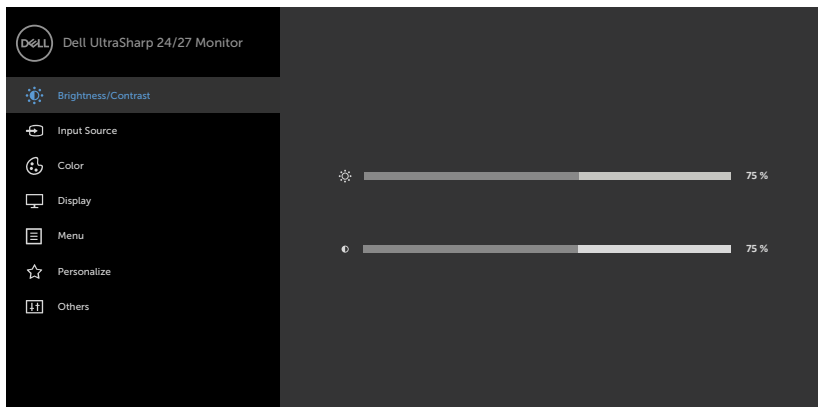 DELL
Dell UltraSharp 24/27 Monitor
Brightness/Contrast
Input Source
Color
Display
Menu
Personalize
Others
75 %
75 %